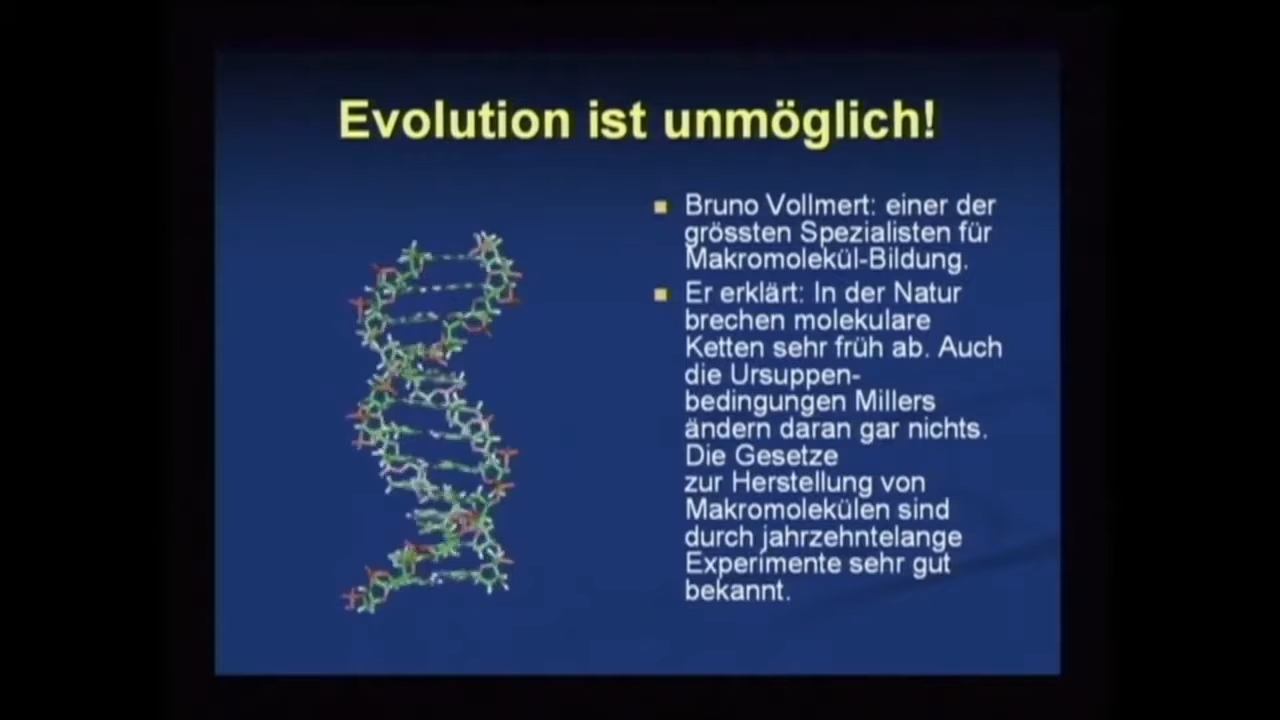 Evolution ist unmöglich!
Bruno Vollmert: einer der
grössten Spezialisten für
Makromolekül-Bildung.
Er erklärt: In der Natur
brechen molekulare
Ketten sehr früh ab. Auch
die Ursuppen-
bedingungen Millers
ändern daran gar nichts.
Die Gesetze
zur Herstellung von
Makromolekülen sind
durch jahrzehntelange
Experimente sehr gut
bekannt.